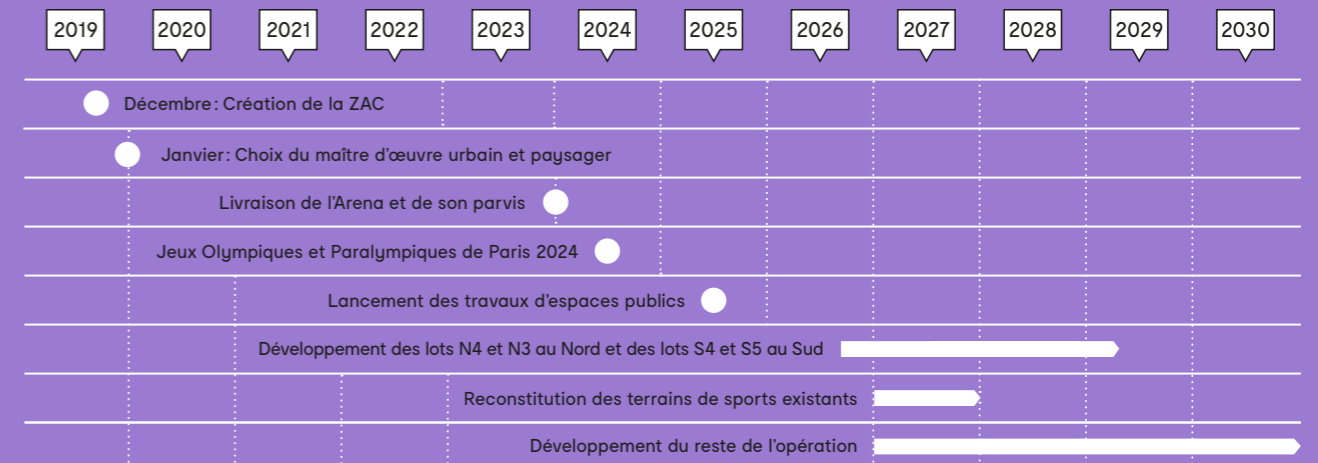 2019 2020 2021 2022 2023 2024 2025 2026 2027 2028 2029 2030
Décembre : Création de la ZAC
Janvier : Choix du maître d'œuvre urbain et paysager
Livraison de l'Arena et de son parvis
Jeux Olympiques et Paralympiques de Paris 2024
Lancement des travaux d'espaces publics
Développement des lots N4 et N3 au Nord et des lots S4 et S5 au Sud
Reconstitution des terrains de sports existants
Développement du reste de l'opération